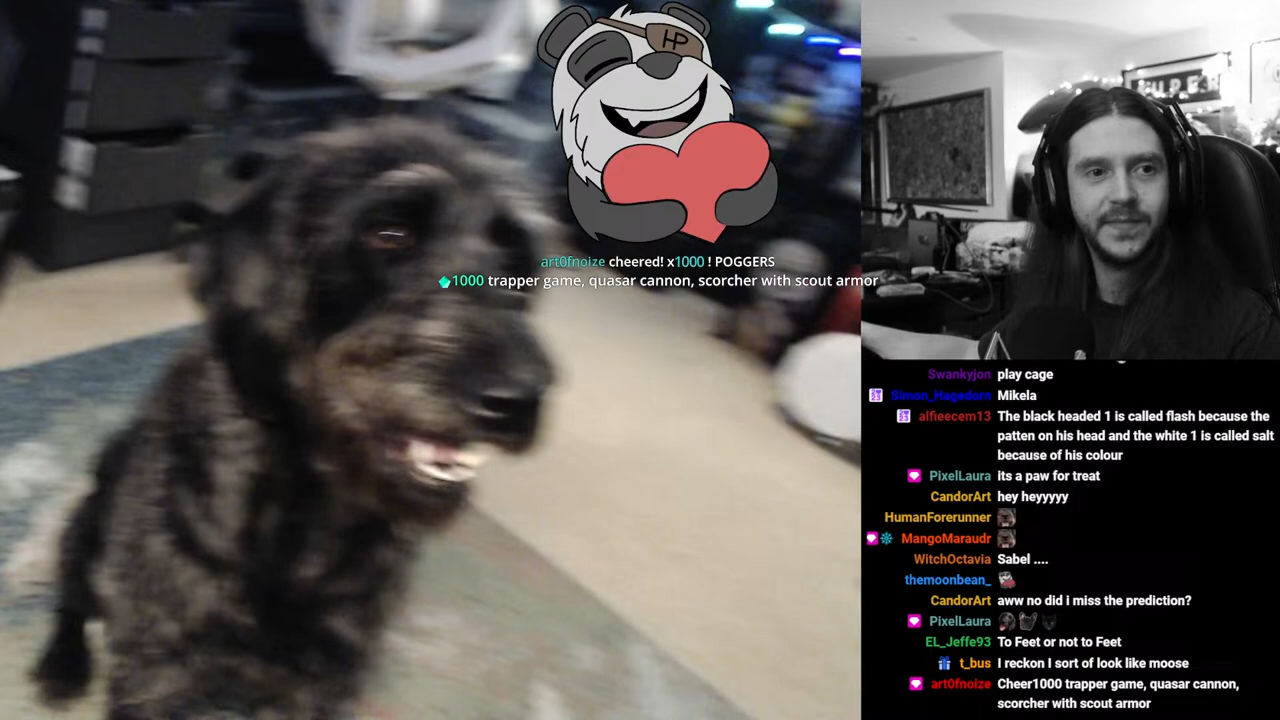 HP
art0fnoize cheered! x1000 ! POGGERS
1000 trapper game, quasar cannon, scorcher with scout armor
SUPER
Swankyjon play cage
Simon_Hagedorn Mikela
alfieecem13 The black headed 1 is called flash because the
patten on his head and the white 1 is called salt
because of his colour
PixelLaura its a paw for treat
CandorArt hey heyyyyy
HumanForerunner
MangoMaraudr
WitchOctavia Sabel ....
themoonbean_
CandorArt aww no did i miss the prediction?
PixelLaura
EL_Jeffe93 To Feet or not to Feet
t_bus I reckon I sort of look like moose
art0fnoize Cheer1000 trapper game, quasar cannon,
scorcher with scout armor